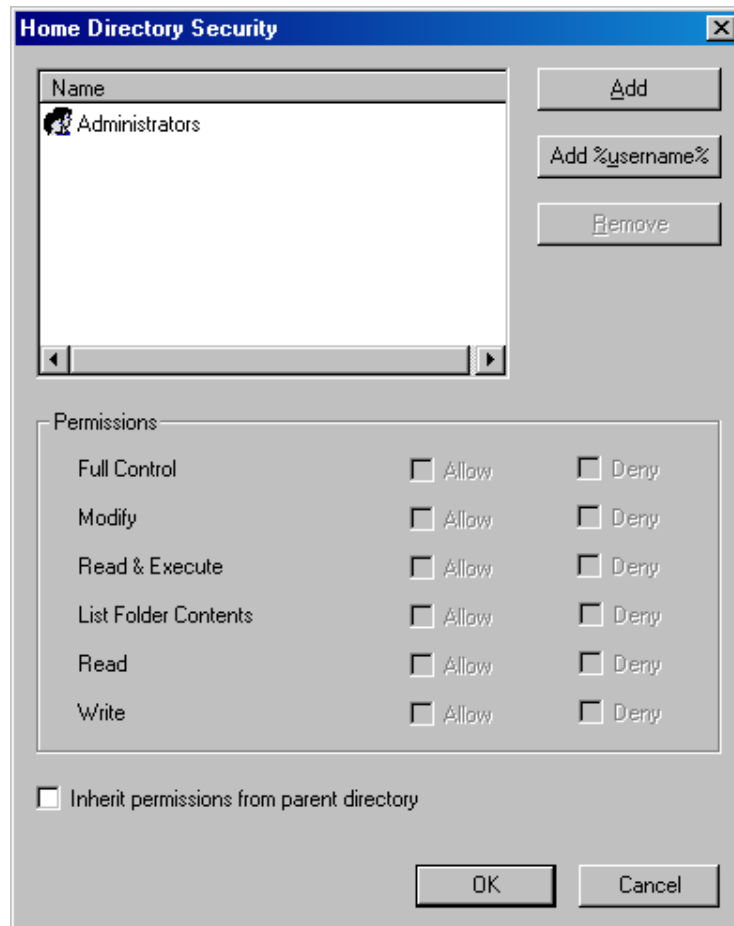 Home Directory Security
Name
Administrators
Add
Add %username%
Remove
Permissions
Full Control Allow Deny
Modify Allow Deny
Read & Execute Allow Deny
List Folder Contents Allow Deny
Read Allow Deny
Write Allow Deny
Inherit permissions from parent directory
OK Cancel